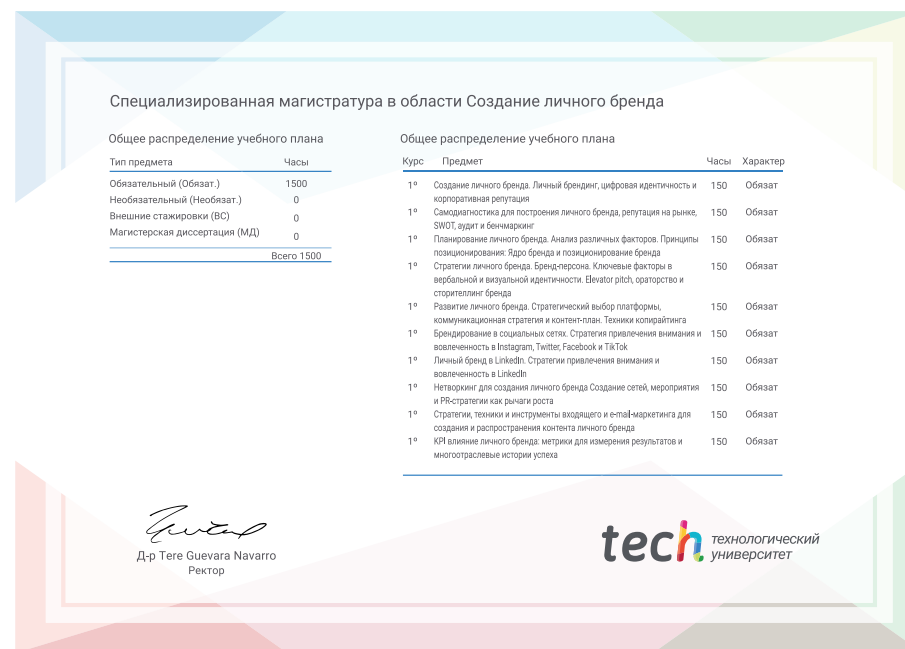 Специализированная магистратура в области Создание личного бренда
Общее распределение учебного плана
Тип предмета Часы
Обязательный (Обязат.) 1500
Необязательный (Необязат.) 0
Внешние стажировки (ВС) 0
Магистерская диссертация (МД) 0
Всего 1500
Общее распределение учебного плана
Курс Предмет Часы Характер
1º Создание личного бренда. Личный брендинг, цифровая идентичность и 150 Обязат
корпоративная репутация
1º Самодиагностика для построения личного бренда, репутация на рынке, 150 Обязат
SWOT, аудит и бенчмаркинг
1º Планирование личного бренда. Анализ различных факторов. Принципы 150 Обязат
позиционирования: Ядро бренда и позиционирование бренда
1º Стратегии личного бренда. Бренд-персона. Ключевые факторы в 150 Обязат
вербальной и визуальной идентичности. Elevator pitch, ораторство и
сторителлинг бренда
1º Развитие личного бренда. Стратегический выбор платформы, 150 Обязат
коммуникационная стратегия и контент-план. Техники копирайтинга
1º Брендирование в социальных сетях. Стратегия привлечения внимания и 150 Обязат
вовлеченность в Instagram, Twitter, Facebook и TikTok
1º Личный бренд в LinkedIn. Стратегии привлечения внимания и 150 Обязат
вовлеченность в LinkedIn
1º Нетворкинг для создания личного бренда Создание сетей, мероприятия 150 Обязат
и PR-стратегии как рычаги роста
1º Стратегии, техники и инструменты входящего и e-mail-маркетинга для 150 Обязат
создания и распространения контента личного бренда
1º KPI влияние личного бренда: метрики для измерения результатов и 150 Обязат
многоотраслевые истории успеха
Д-р Tere Guevara Navarro
Ректор
tech технологический
университет